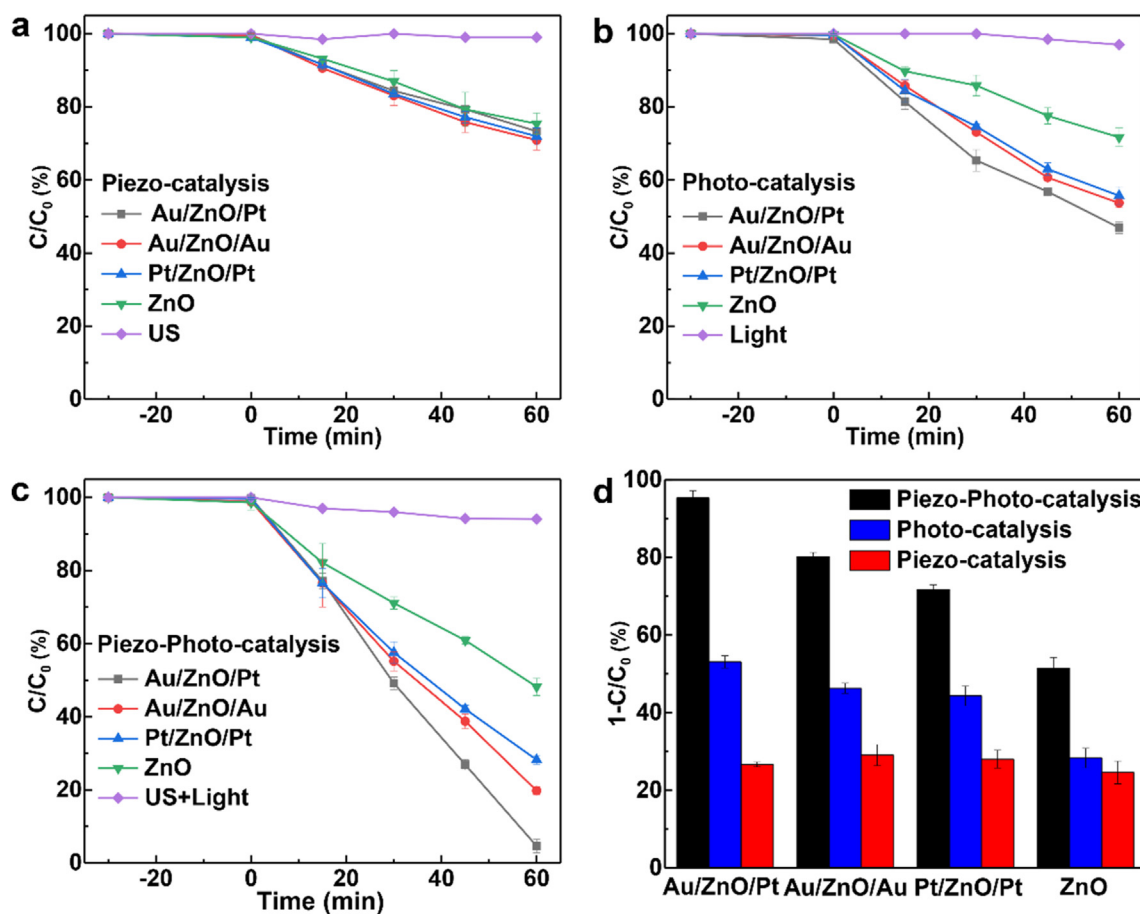 a
100
80
60
40
20
0
C/C₀ (%)
Piezo-catalysis
Au/ZnO/Pt
Au/ZnO/Au
Pt/ZnO/Pt
ZnO
US
-20 0 20 40 60
Time (min)
b
100
80
60
40
20
0
C/C₀ (%)
Photo-catalysis
Au/ZnO/Pt
Au/ZnO/Au
Pt/ZnO/Pt
ZnO
Light
-20 0 20 40 60
Time (min)
c
100
80
60
40
20
0
C/C₀ (%)
Piezo-Photo-catalysis
Au/ZnO/Pt
Au/ZnO/Au
Pt/ZnO/Pt
ZnO
US+Light
-20 0 20 40 60
Time (min)
d
100
80
60
40
20
0
1-C/C₀ (%)
Piezo-Photo-catalysis
Photo-catalysis
Piezo-catalysis
Au/ZnO/Pt Au/ZnO/Au Pt/ZnO/Pt ZnO